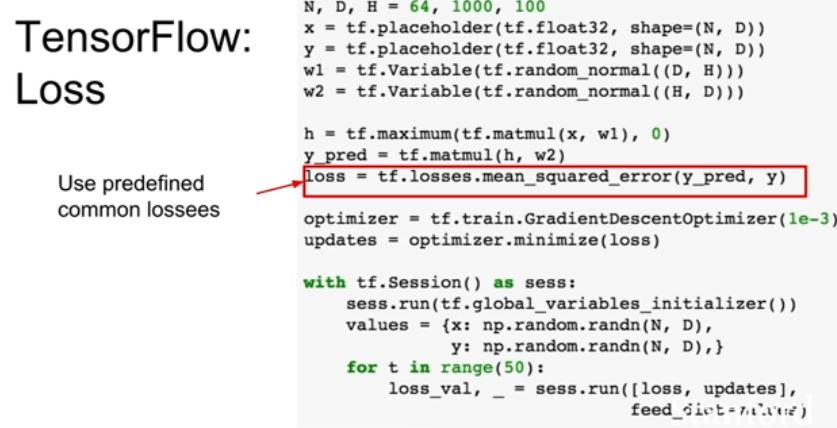 TensorFlow:
Loss
Use predefined
common lossees
N, D, H = 64, 1000, 100
x = tf.placeholder(tf.float32, shape=(N, D))
y = tf.placeholder(tf.float32, shape=(N, D))
w1 = tf.Variable(tf.random_normal((D, H)))
w2 = tf.Variable(tf.random_normal((H, D)))
h = tf.maximum(tf.matmul(x, w1), 0)
y_pred = tf.matmul(h, w2)
loss = tf.losses.mean_squared_error(y_pred, y)
optimizer = tf.train.GradientDescentOptimizer(1e-3)
updates = optimizer.minimize(loss)
with tf.Session() as sess:
sess.run(tf.global_variables_initializer())
values = {x: np.random.randn(N, D),
y: np.random.randn(N, D),}
for t in range(50):
loss_val, _ = sess.run([loss, updates],
feed_dict=values)
Stanford